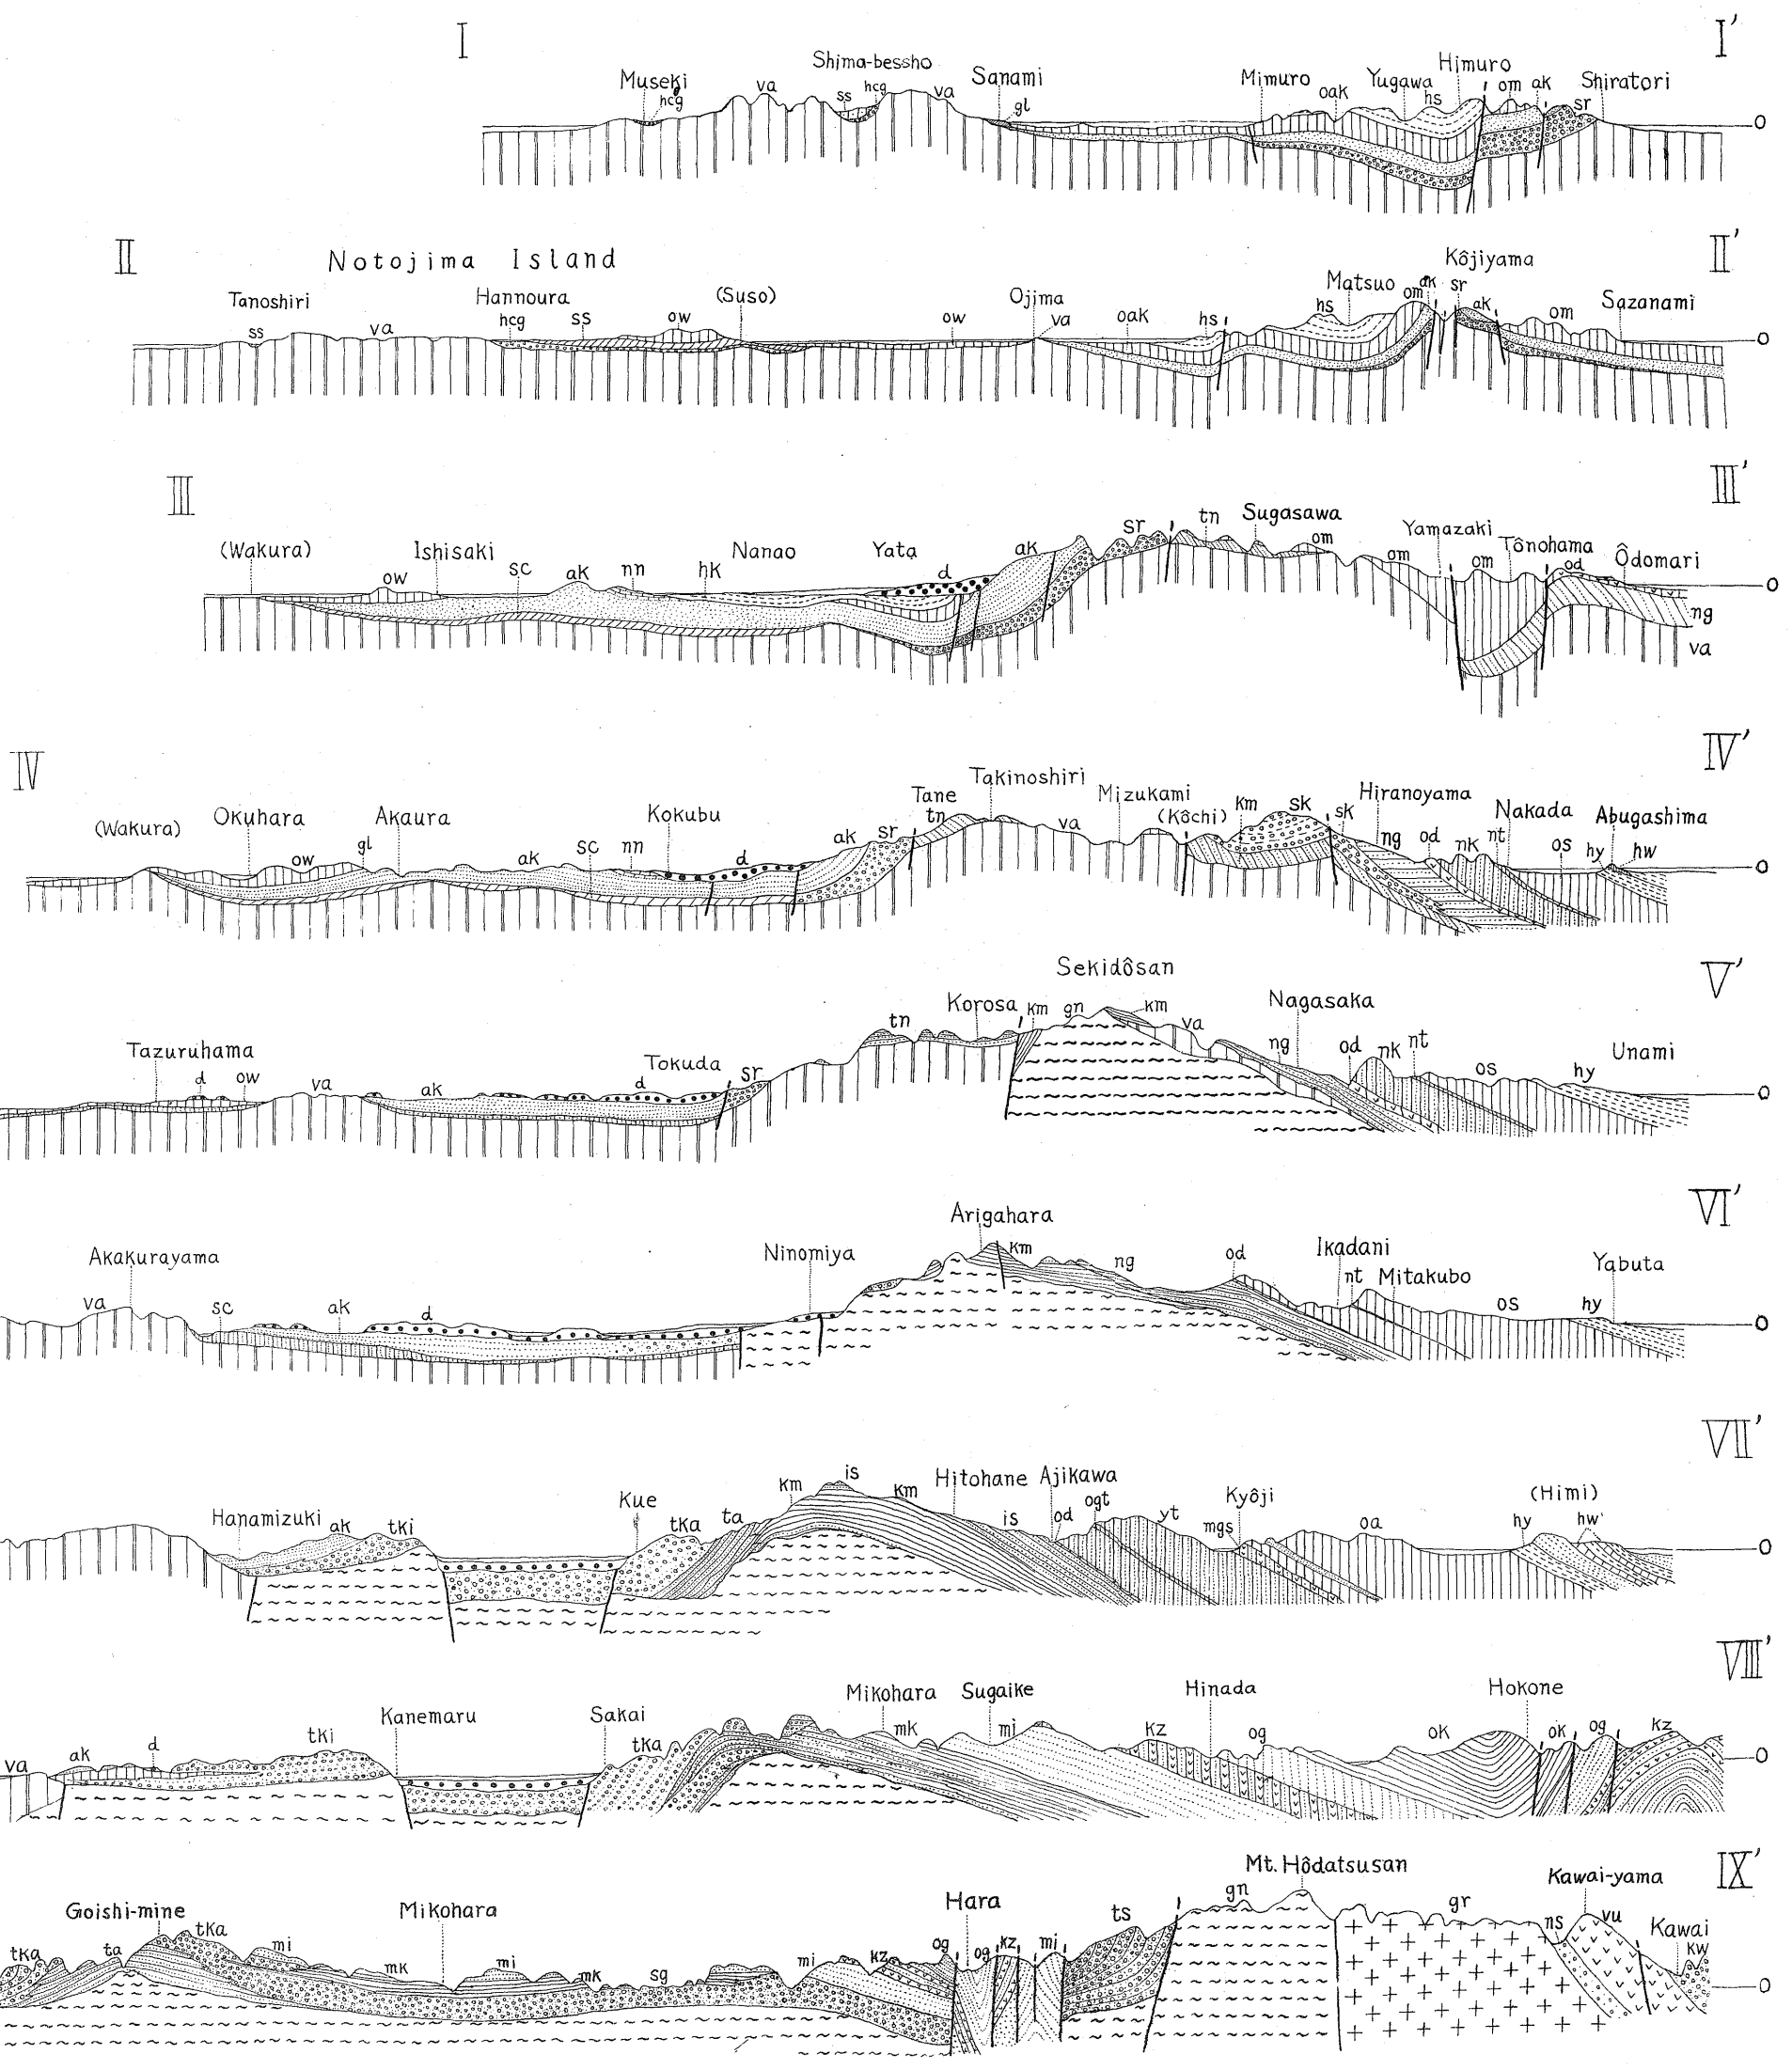 I I'
Museki Shima-bessho Sanami Mimuro Yugawa Himuro Shiratori
hcg va ss hcg va gl oak hs om ak sr O
II II'
Notojima Island
Tanoshiri Hannoura (Suso) Ojima Matsuo Kôjiyama Sazanami
ss va hcg ss ow ow va oak hs hs om ak sr ak om O
III III'
(Wakura) Ishisaki Nanao Yata Sugasawa Yamazaki Tônohama Ôdomari
ow sc ak nn hk d ak sr tn om om om od O
ng
va
IV IV'
(Wakura) Okuhara Akaura Kokubu Tane Takinoshiri Mizukami (Kôchi) Hiranoyama Nakada Abugashima
ow gl ak sc nn d ak sr tn va km sk sk ng od nk nt os hy hw O
V'
Tazuruhama Tokuda Korosa Sekidôsan Nagasaka Unami
d ow va ak d sr tn km gn km va ng od nk nt os hy O
VI'
Akakurayama Ninomiya Arigahara Ikadani Mitakubo Yabuta
va sc ak d km ng od nt os hy O
VII'
Hanamizuki Kue Hitohane Ajikawa Kyôji (Himi)
ak tki tka ta km is km is od ogt yt mgs oa hy hw' O
VIII'
Kanemaru Sakai Mikohara Sugaike Hinada Hokone
va ak d tki tka mk mi kz og ok ok og kz O
IX'
Goishi-mine Mikohara Hara Mt. Hôdatsusan Kawai-yama Kawai
tka ta tka mi mk mi mk sg mi kz og og kz mi ts gn gr ns vu kw O